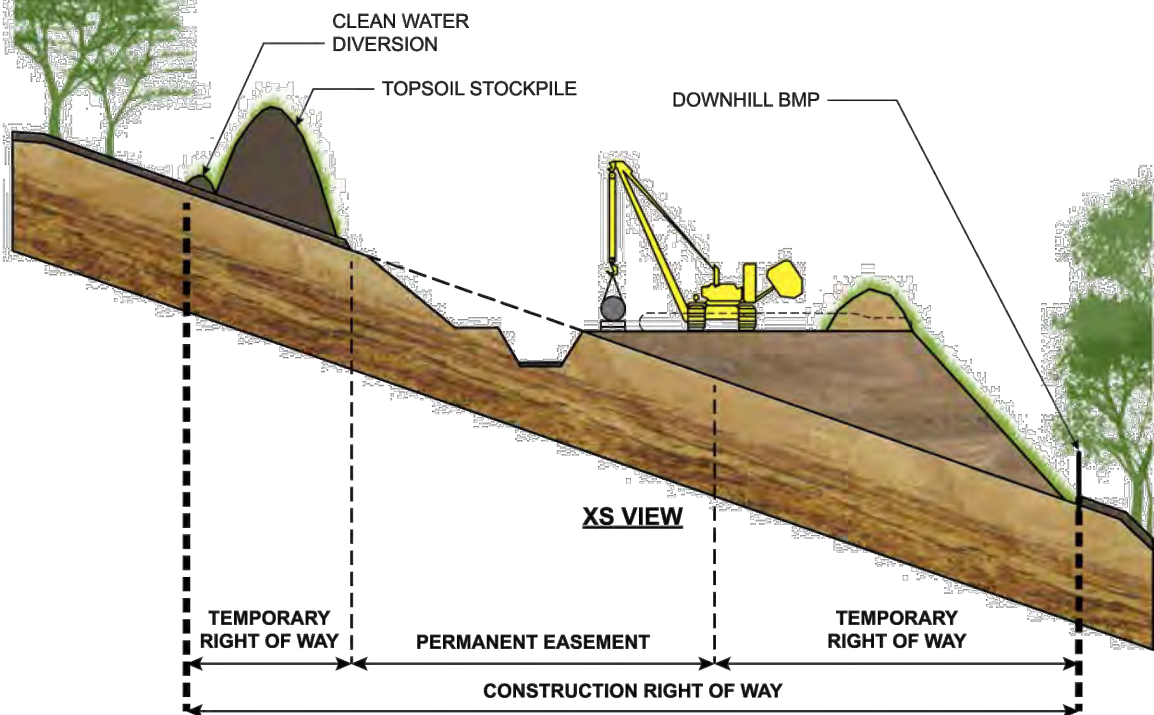 CLEAN WATER
DIVERSION
TOPSOIL STOCKPILE
DOWNHILL BMP
XS VIEW
TEMPORARY
RIGHT OF WAY
PERMANENT EASEMENT
TEMPORARY
RIGHT OF WAY
CONSTRUCTION RIGHT OF WAY